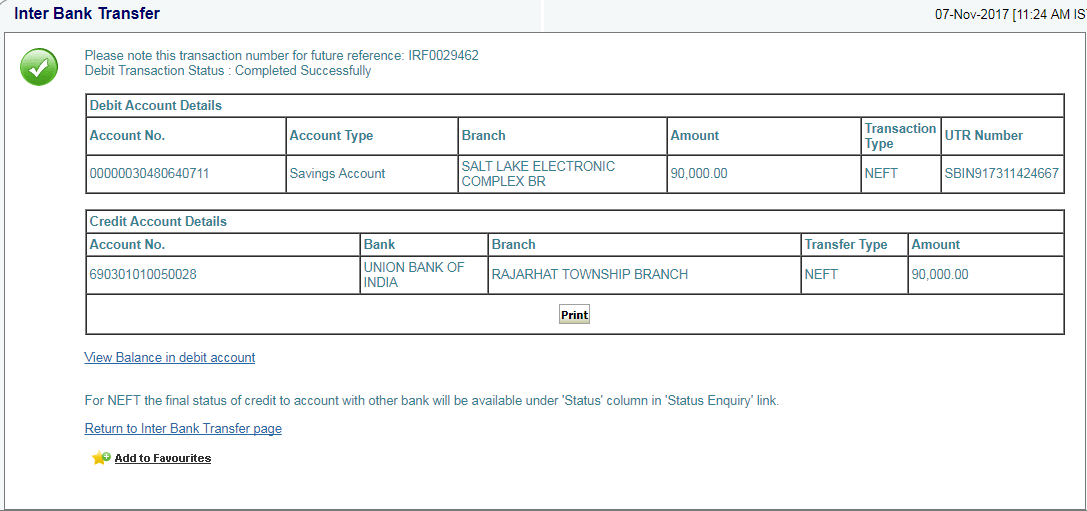 Inter Bank Transfer
07-Nov-2017 [11:24 AM IS
Please note this transaction number for future reference: IRF0029462
Debit Transaction Status : Completed Successfully
Debit Account Details
Account No. Account Type Branch Amount Transaction Type UTR Number
00000030480640711 Savings Account SALT LAKE ELECTRONIC COMPLEX BR 90,000.00 NEFT SBIN917311424667
Credit Account Details
Account No. Bank Branch Transfer Type Amount
690301010050028 UNION BANK OF INDIA RAJARHAT TOWNSHIP BRANCH NEFT 90,000.00
Print
View Balance in debit account
For NEFT the final status of credit to account with other bank will be available under 'Status' column in 'Status Enquiry' link.
Return to Inter Bank Transfer page
Add to Favourites